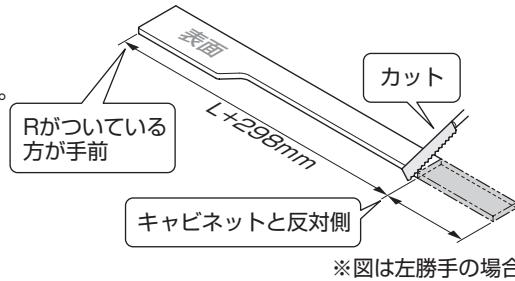 表面
。
カット
Rがついている
方が手前
L+298mm
キャビネットと反対側
※図は左勝手の場合